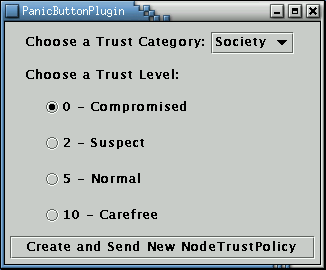 PanicButtonPlugin
Choose a Trust Category: Society
Choose a Trust Level:
0 - Compromised
2 - Suspect
5 - Normal
10 - Carefree
Create and Send New NodeTrustPolicy